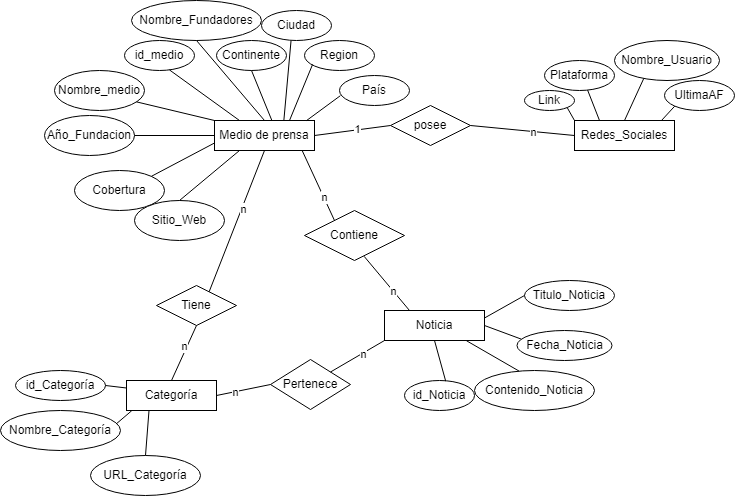 Nombre_Fundadores
Ciudad
id_medio
Continente
Region
Nombre_medio
País
Año_Fundacion
Medio de prensa
Cobertura
Sitio_Web
1
posee
n
Link
Plataforma
Nombre_Usuario
UltimaAF
Redes_Sociales
n
n
Contiene
Tiene
n
n
Noticia
Titulo_Noticia
Fecha_Noticia
Contenido_Noticia
id_Noticia
n
Pertenece
n
id_Categoría
Categoría
Nombre_Categoría
URL_Categoría